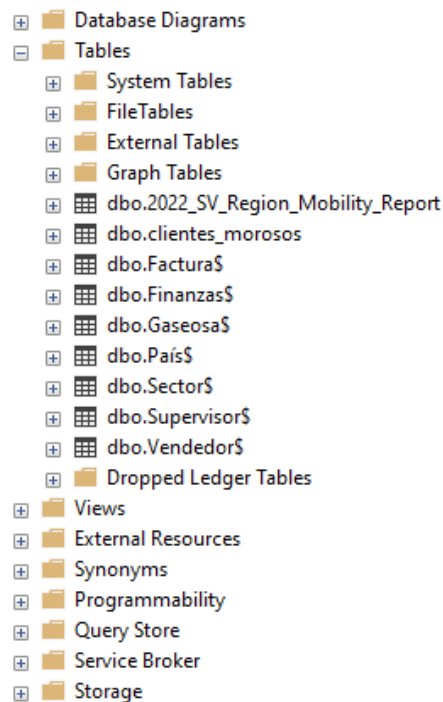 Database Diagrams
Tables
System Tables
FileTables
External Tables
Graph Tables
dbo.2022_SV_Region_Mobility_Report
dbo.clientes_morosos
dbo.Factura$
dbo.Finanzas$
dbo.Gaseosa$
dbo.País$
dbo.Sector$
dbo.Supervisor$
dbo.Vendedor$
Dropped Ledger Tables
Views
External Resources
Synonyms
Programmability
Query Store
Service Broker
Storage